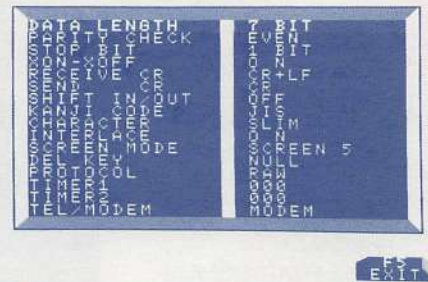 DATA LENGTH 7 BIT
PARITY CHECK EVEN
STOP BIT 1 BIT
XON-XOFF ON
RECEIVE CR CR+LF
SEND CR CR
SHIFT IN/OUT OFF
KANJI CODE JIS
CHARACTER SLIM
INTERLACE ON
SCREEN MODE SCREEN 5
DEL KEY NULL
PROTOCOL RAW
TIMER1 000
TIMER2 000
TEL/MODEM MODEM
F5
EXIT